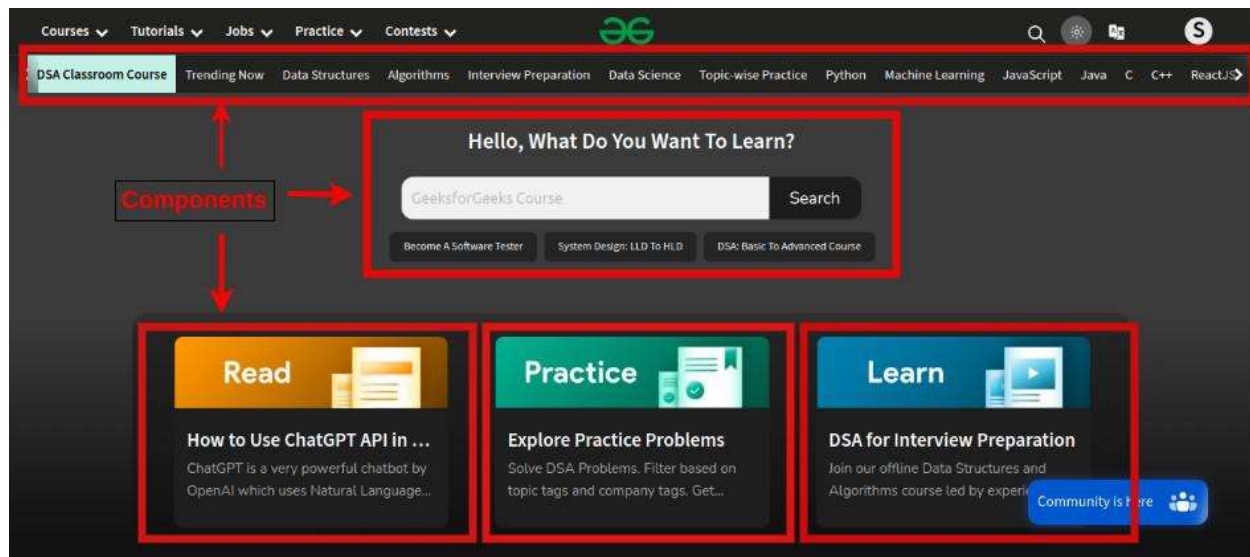 Courses Tutorials Jobs Practice Contests S
DSA Classroom Course Trending Now Data Structures Algorithms Interview Preparation Data Science Topic-wise Practice Python Machine Learning JavaScript Java C C++ ReactJS
Hello, What Do You Want To Learn?
Components
GeeksforGeeks Course Search
Become A Software Tester System Design: LLD To HLD DSA: Basic To Advanced Course
Read Practice Learn
How to Use ChatGPT API in ...
ChatGPT is a very powerful chatbot by
OpenAI which uses Natural Language...
Explore Practice Problems
Solve DSA Problems. Filter based on
topic tags and company tags. Get...
DSA for Interview Preparation
Join our offline Data Structures and
Algorithms course led by
Community is here